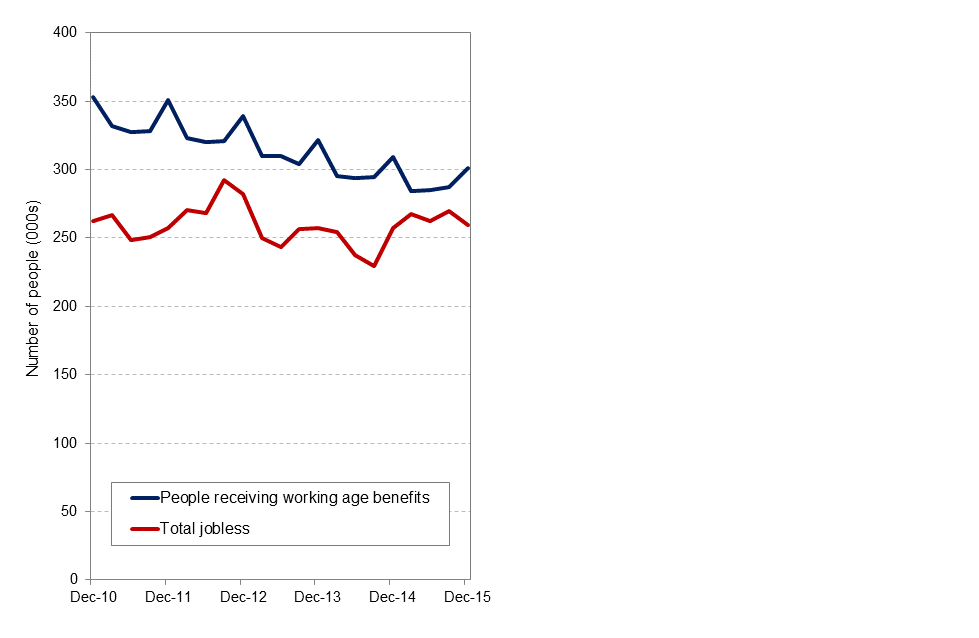 400
350
300
250
200
150
100
50
0
Number of people (000s)
People receiving working age benefits
Total jobless
Dec-10 Dec-11 Dec-12 Dec-13 Dec-14 Dec-15